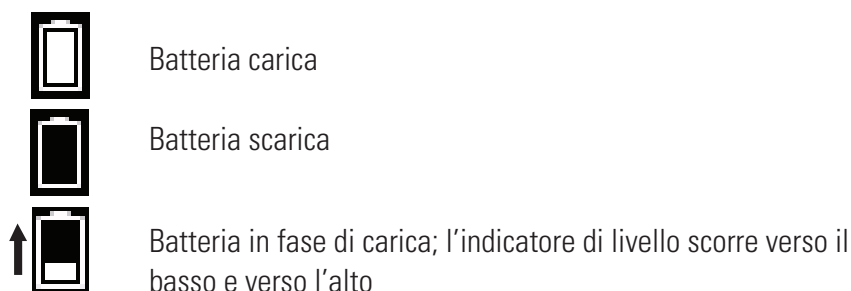 Batteria carica
Batteria scarica
Batteria in fase di carica; l'indicatore di livello scorre verso il
basso e verso l'alto